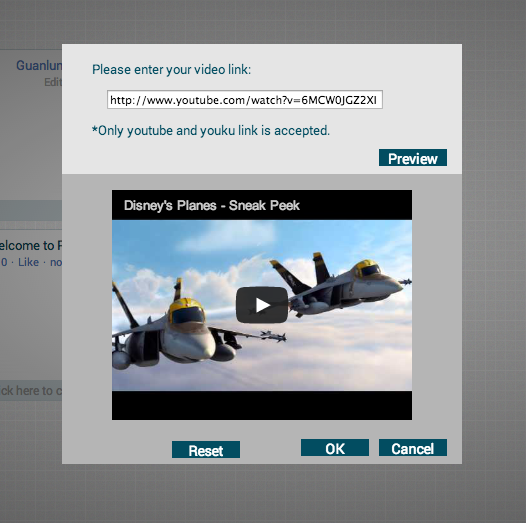 Guanlun
Edit
Please enter your video link:
http://www.youtube.com/watch?v=6MCW0JGZ2XI
*Only youtube and youku link is accepted.
Preview
Disney's Planes - Sneak Peek
elcome to P
0 · Like · no
ck here to c
Reset
OK
Cancel